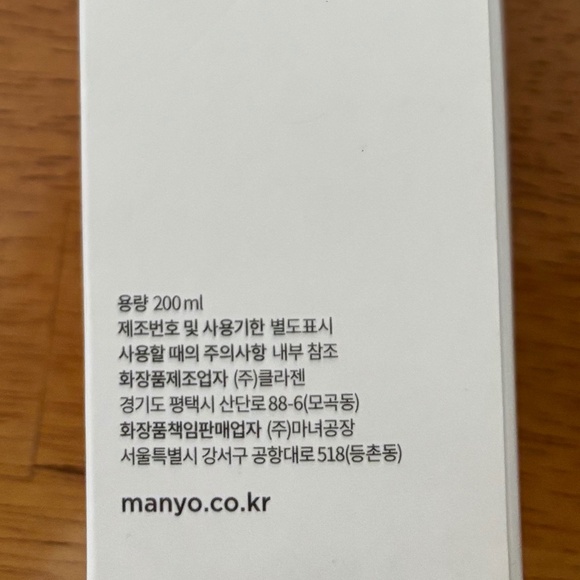 용량 200ml
제조번호 및 사용기한 별도표시
사용할 때의 주의사항 내부 참조
화장품제조업자 (주)클라젠
경기도 평택시 산단로 88-6(모곡동)
화장품책임판매업자 (주)마녀공장
서울특별시 강서구 공항대로 518(등촌동)
manyo.co.kr